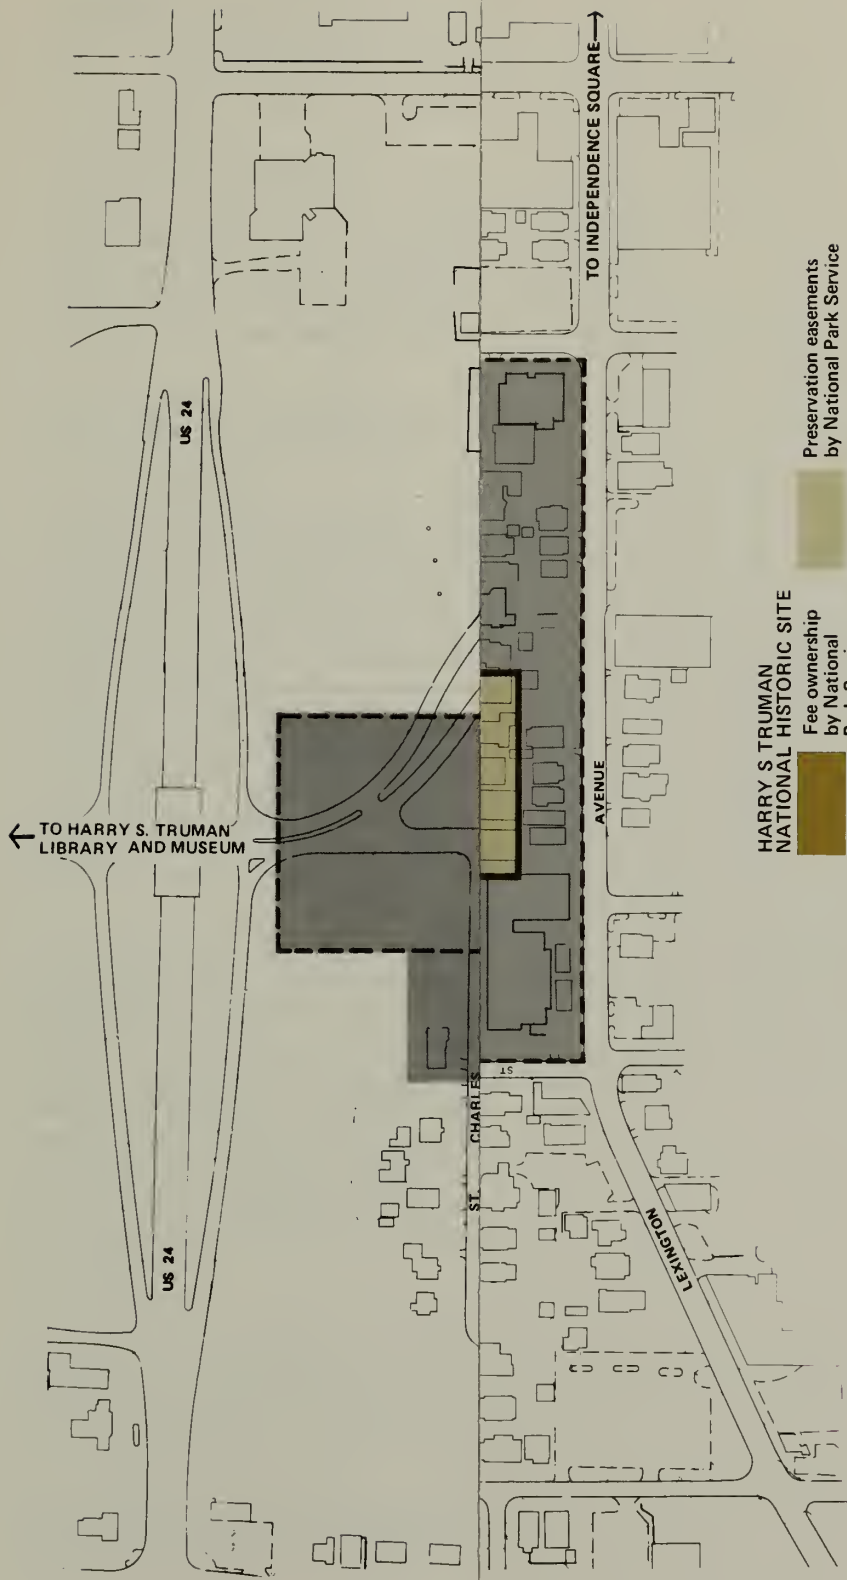 US 24
← TO HARRY S. TRUMAN
LIBRARY AND MUSEUM
US 24
ST. CHARLES
ST
TO INDEPENDENCE SQUARE →
AVENUE
LEXINGTON
HARRY S TRUMAN
NATIONAL HISTORIC SITE
Fee ownership
by National
Preservation easements
by National Park Service